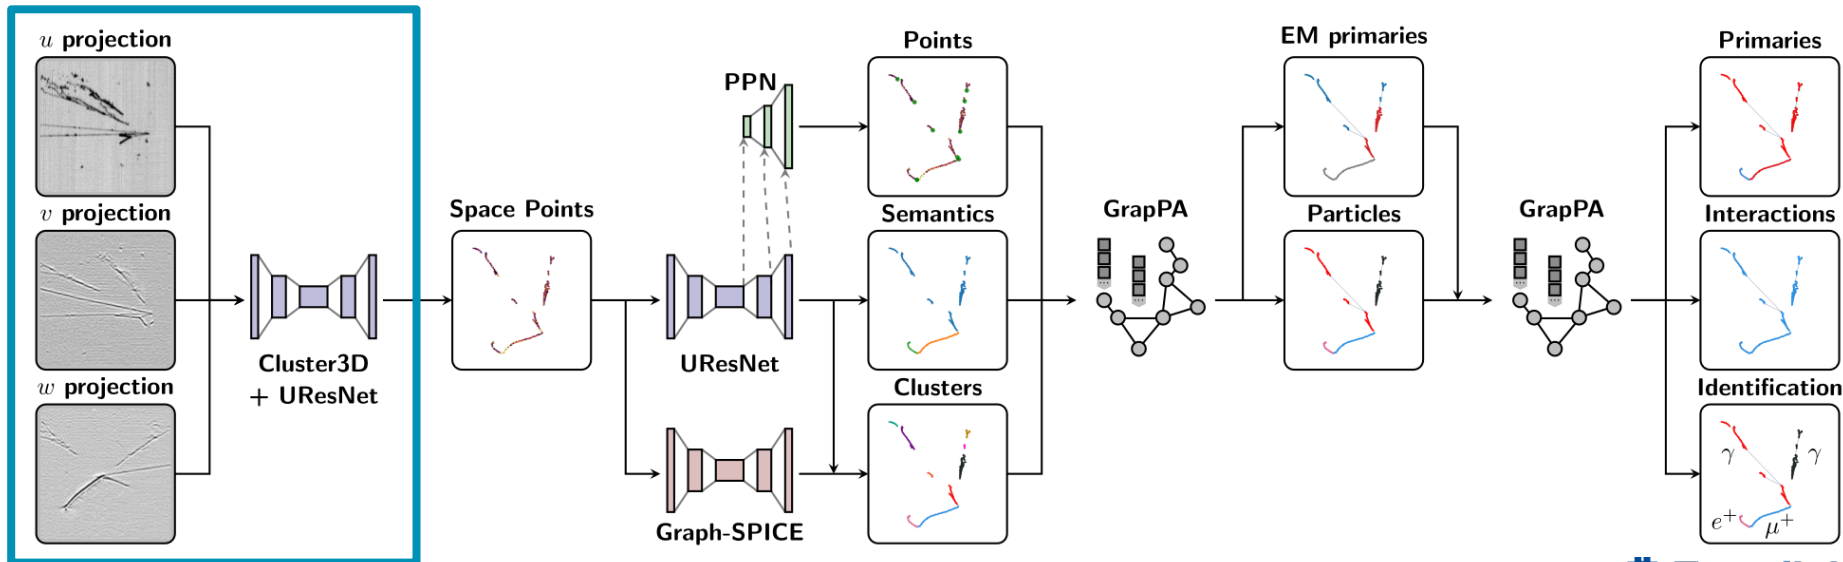 u projection
v projection
w projection
Cluster3D
+ UResNet
Space Points
PPN
UResNet
Graph-SPICE
Points
Semantics
Clusters
GrapPA
EM primaries
Particles
GrapPA
Primaries
Interactions
Identification
γ
γ
e+
μ+